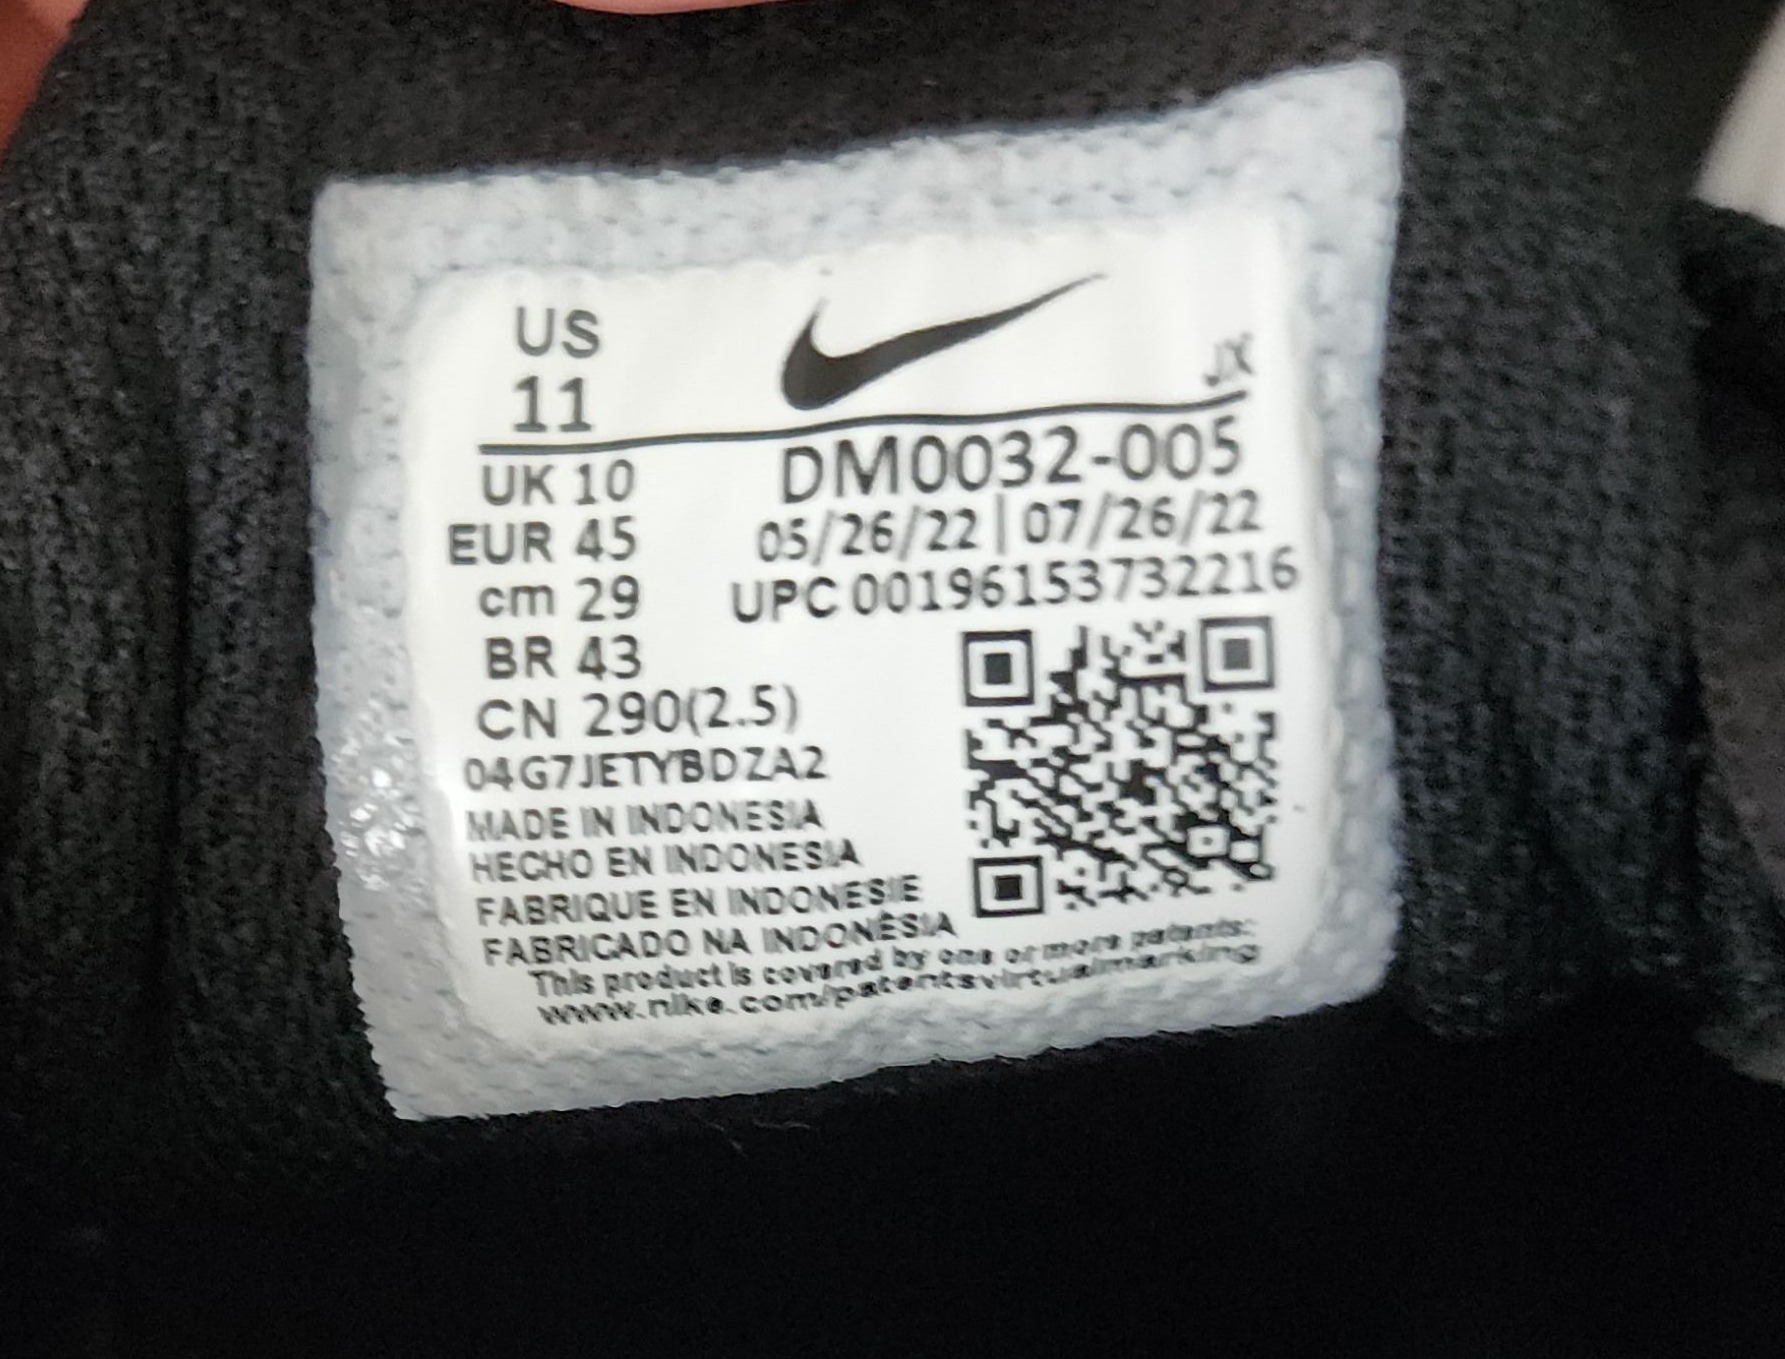 US
11
JX
UK 10
EUR 45
cm 29
BR 43
CN 290(2.5)
DM0032-005
05/26/22 | 07/26/22
UPC 00196153732216
04G7JETYBDZA2
MADE IN INDONESIA
HECHO EN INDONESIA
FABRIQUE EN INDONESIE
FABRICADO NA INDONÉSIA
This product is covered by one or more patents:
www.nike.com/patentsvirtualmarking